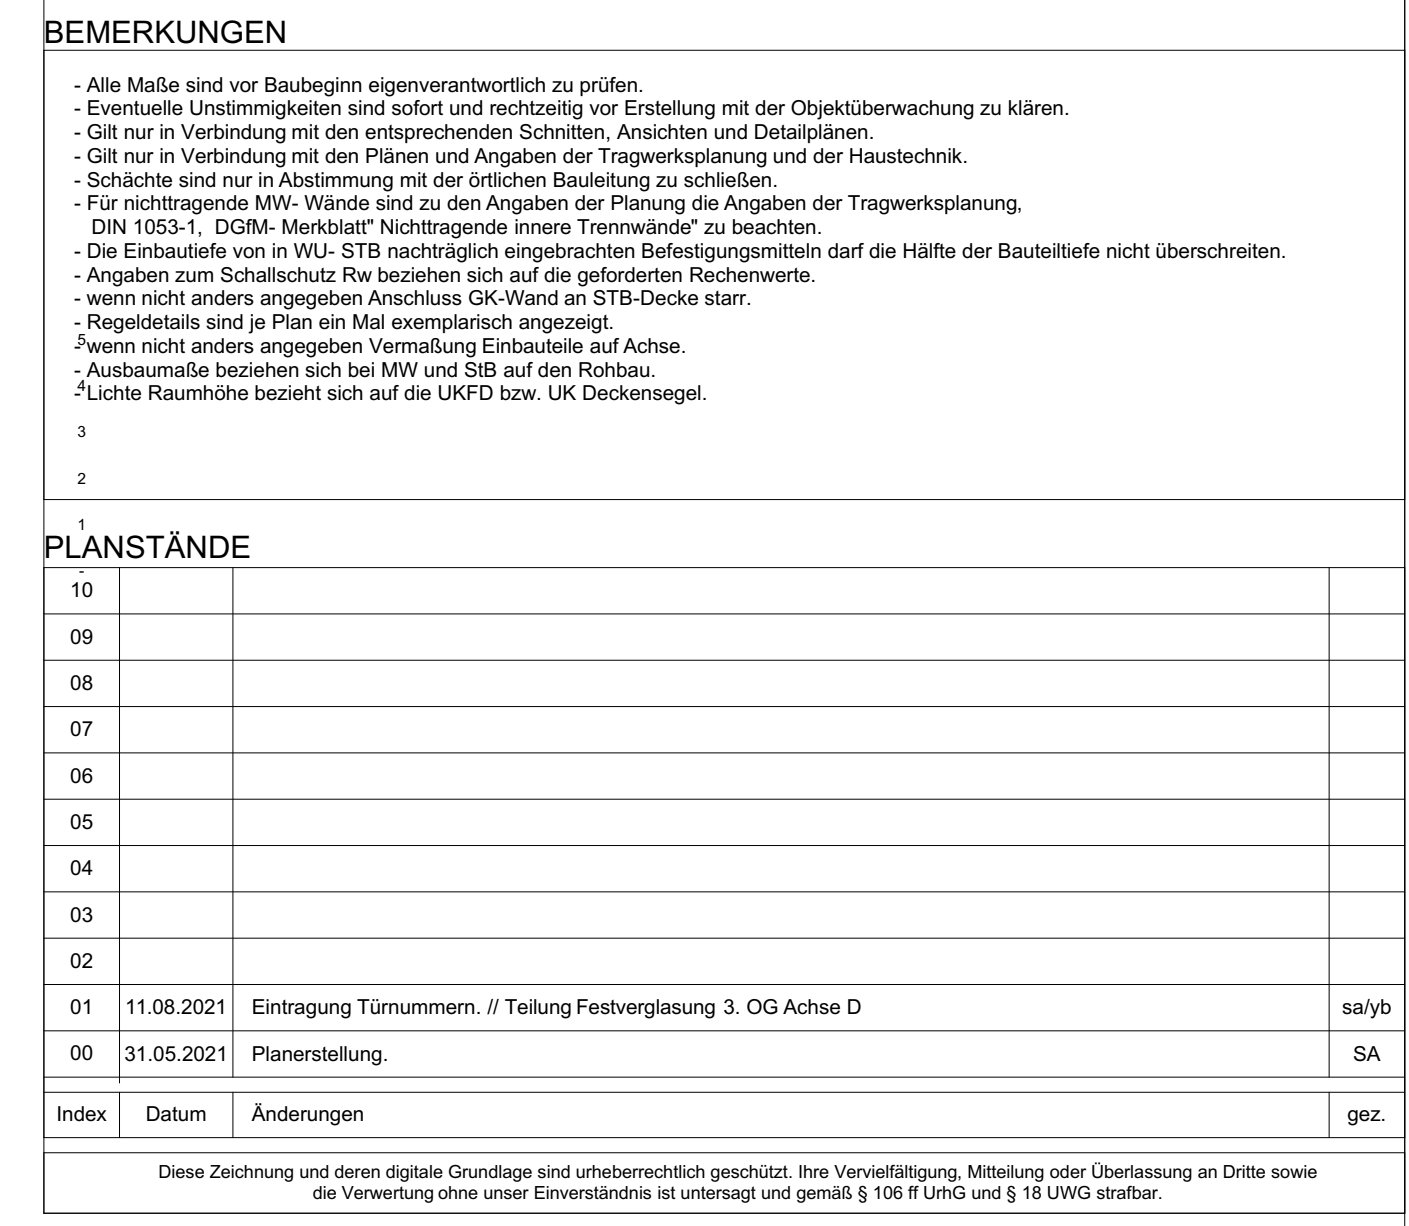 BEMERKUNGEN
- Alle Maße sind vor Baubeginn eigenverantwortlich zu prüfen.
- Eventuelle Unstimmigkeiten sind sofort und rechtzeitig vor Erstellung mit der Objektüberwachung zu klären.
- Gilt nur in Verbindung mit den entsprechenden Schnitten, Ansichten und Detailplänen.
- Gilt nur in Verbindung mit den Plänen und Angaben der Tragwerksplanung und der Haustechnik.
- Schächte sind nur in Abstimmung mit der örtlichen Bauleitung zu schließen.
- Für nichttragende MW- Wände sind zu den Angaben der Planung die Angaben der Tragwerksplanung,
DIN 1053-1, DGfM- Merkblatt" Nichttragende innere Trennwände" zu beachten.
- Die Einbautiefe von in WU- STB nachträglich eingebrachten Befestigungsmitteln darf die Hälfte der Bauteiltiefe nicht überschreiten.
- Angaben zum Schallschutz Rw beziehen sich auf die geforderten Rechenwerte.
- wenn nicht anders angegeben Anschluss GK-Wand an STB-Decke starr.
- Regeldetails sind je Plan ein Mal exemplarisch angezeigt.
5
- wenn nicht anders angegeben Vermaßung Einbauteile auf Achse.
- Ausbaumaße beziehen sich bei MW und StB auf den Rohbau.
4
- Lichte Raumhöhe bezieht sich auf die UKFD bzw. UK Deckensegel.
3
2
1
PLANSTÄNDE
-
10
09
08
07
06
05
04
03
02
01 11.08.2021 Eintragung Türnummern. // Teilung Festverglasung 3. OG Achse D sa/yb
00 31.05.2021 Planerstellung. SA
Index Datum Änderungen gez.
Diese Zeichnung und deren digitale Grundlage sind urheberrechtlich geschützt. Ihre Vervielfältigung, Mitteilung oder Überlassung an Dritte sowie
die Verwertung ohne unser Einverständnis ist untersagt und gemäß § 106 ff UrhG und § 18 UWG strafbar.